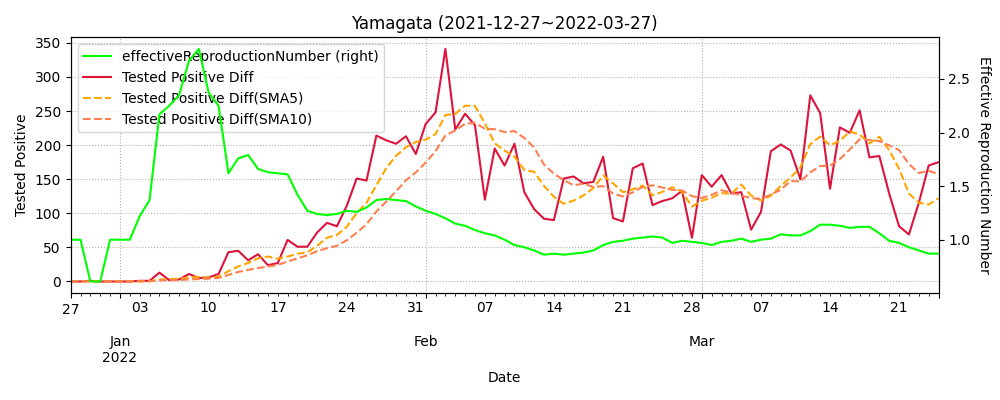 Yamagata (2021-12-27~2022-03-27)
effectiveReproductionNumber (right)
Tested Positive Diff
Tested Positive Diff(SMA5)
Tested Positive Diff(SMA10)
Tested Positive
350
300
250
200
150
100
50
0
2.5
2.0
1.5
1.0
Effective Reproduction Number
27 03 10 17 24 31 07 14 21 28 07 14 21
Jan Feb Mar
2022
Date